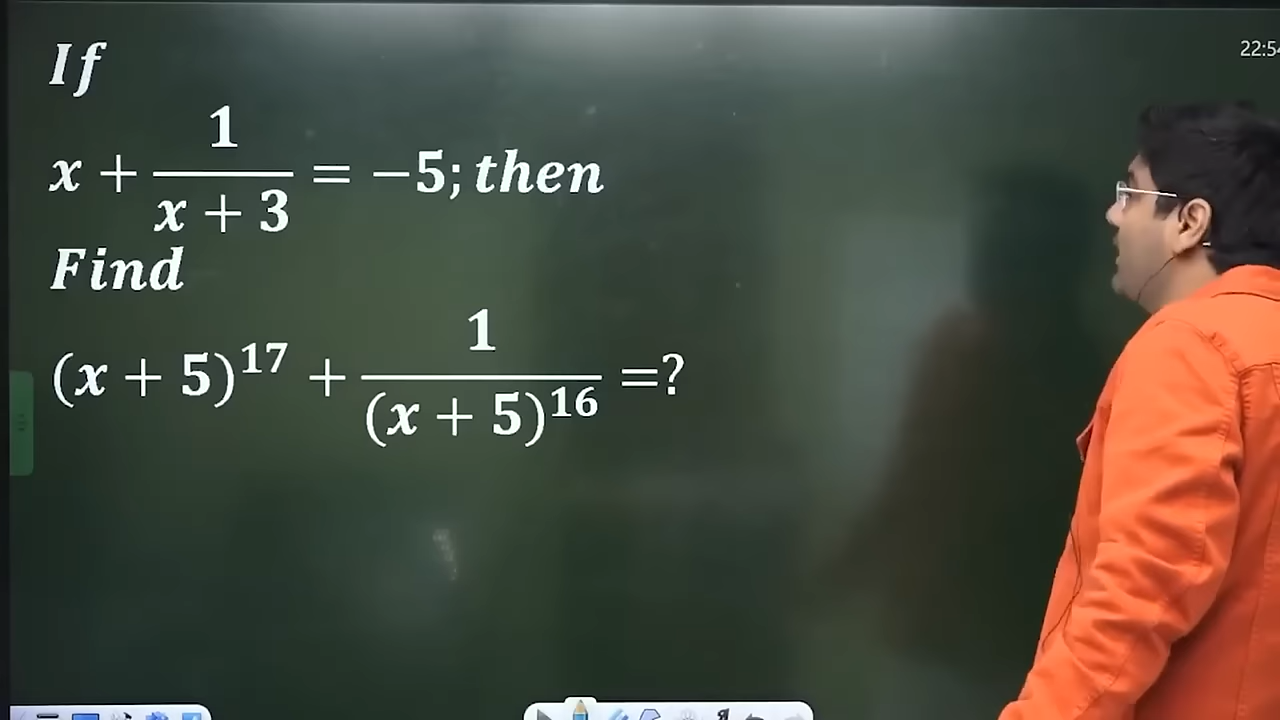 If
x + 1/(x + 3) = −5; then
Find
(x + 5)^17 + 1/(x + 5)^16 =?
22:54